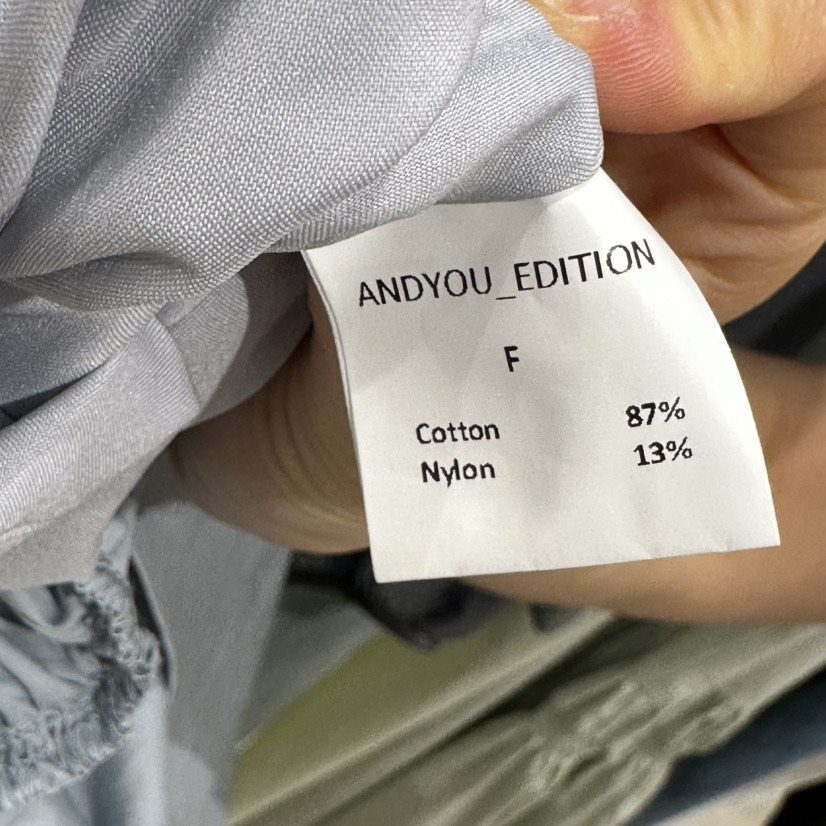 ANDYOU_EDITION
F
Cotton 87%
Nylon 13%